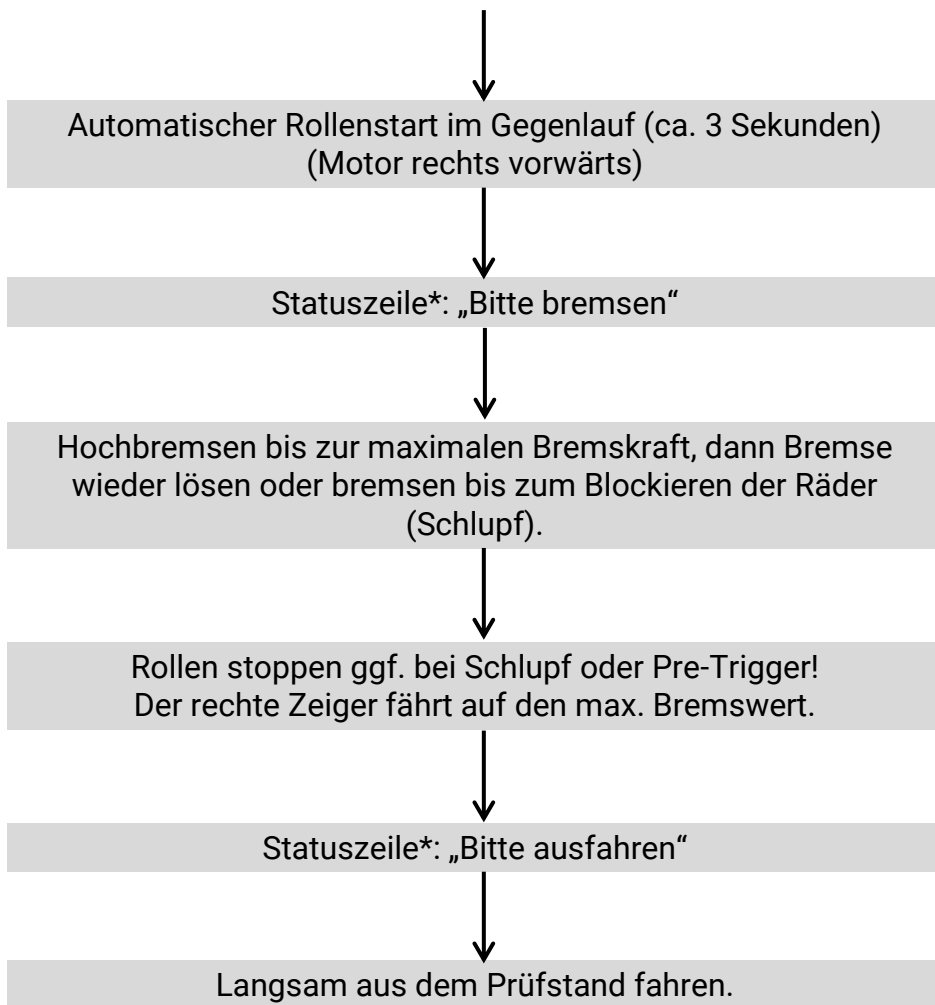 Automatischer Rollenstart im Gegenlauf (ca. 3 Sekunden)
(Motor rechts vorwärts)
Statuszeile*: „Bitte bremsen“
Hochbremsen bis zur maximalen Bremskraft, dann Bremse
wieder lösen oder bremsen bis zum Blockieren der Räder
(Schlupf).
Rollen stoppen ggf. bei Schlupf oder Pre-Trigger!
Der rechte Zeiger fährt auf den max. Bremswert.
Statuszeile*: „Bitte ausfahren“
Langsam aus dem Prüfstand fahren.